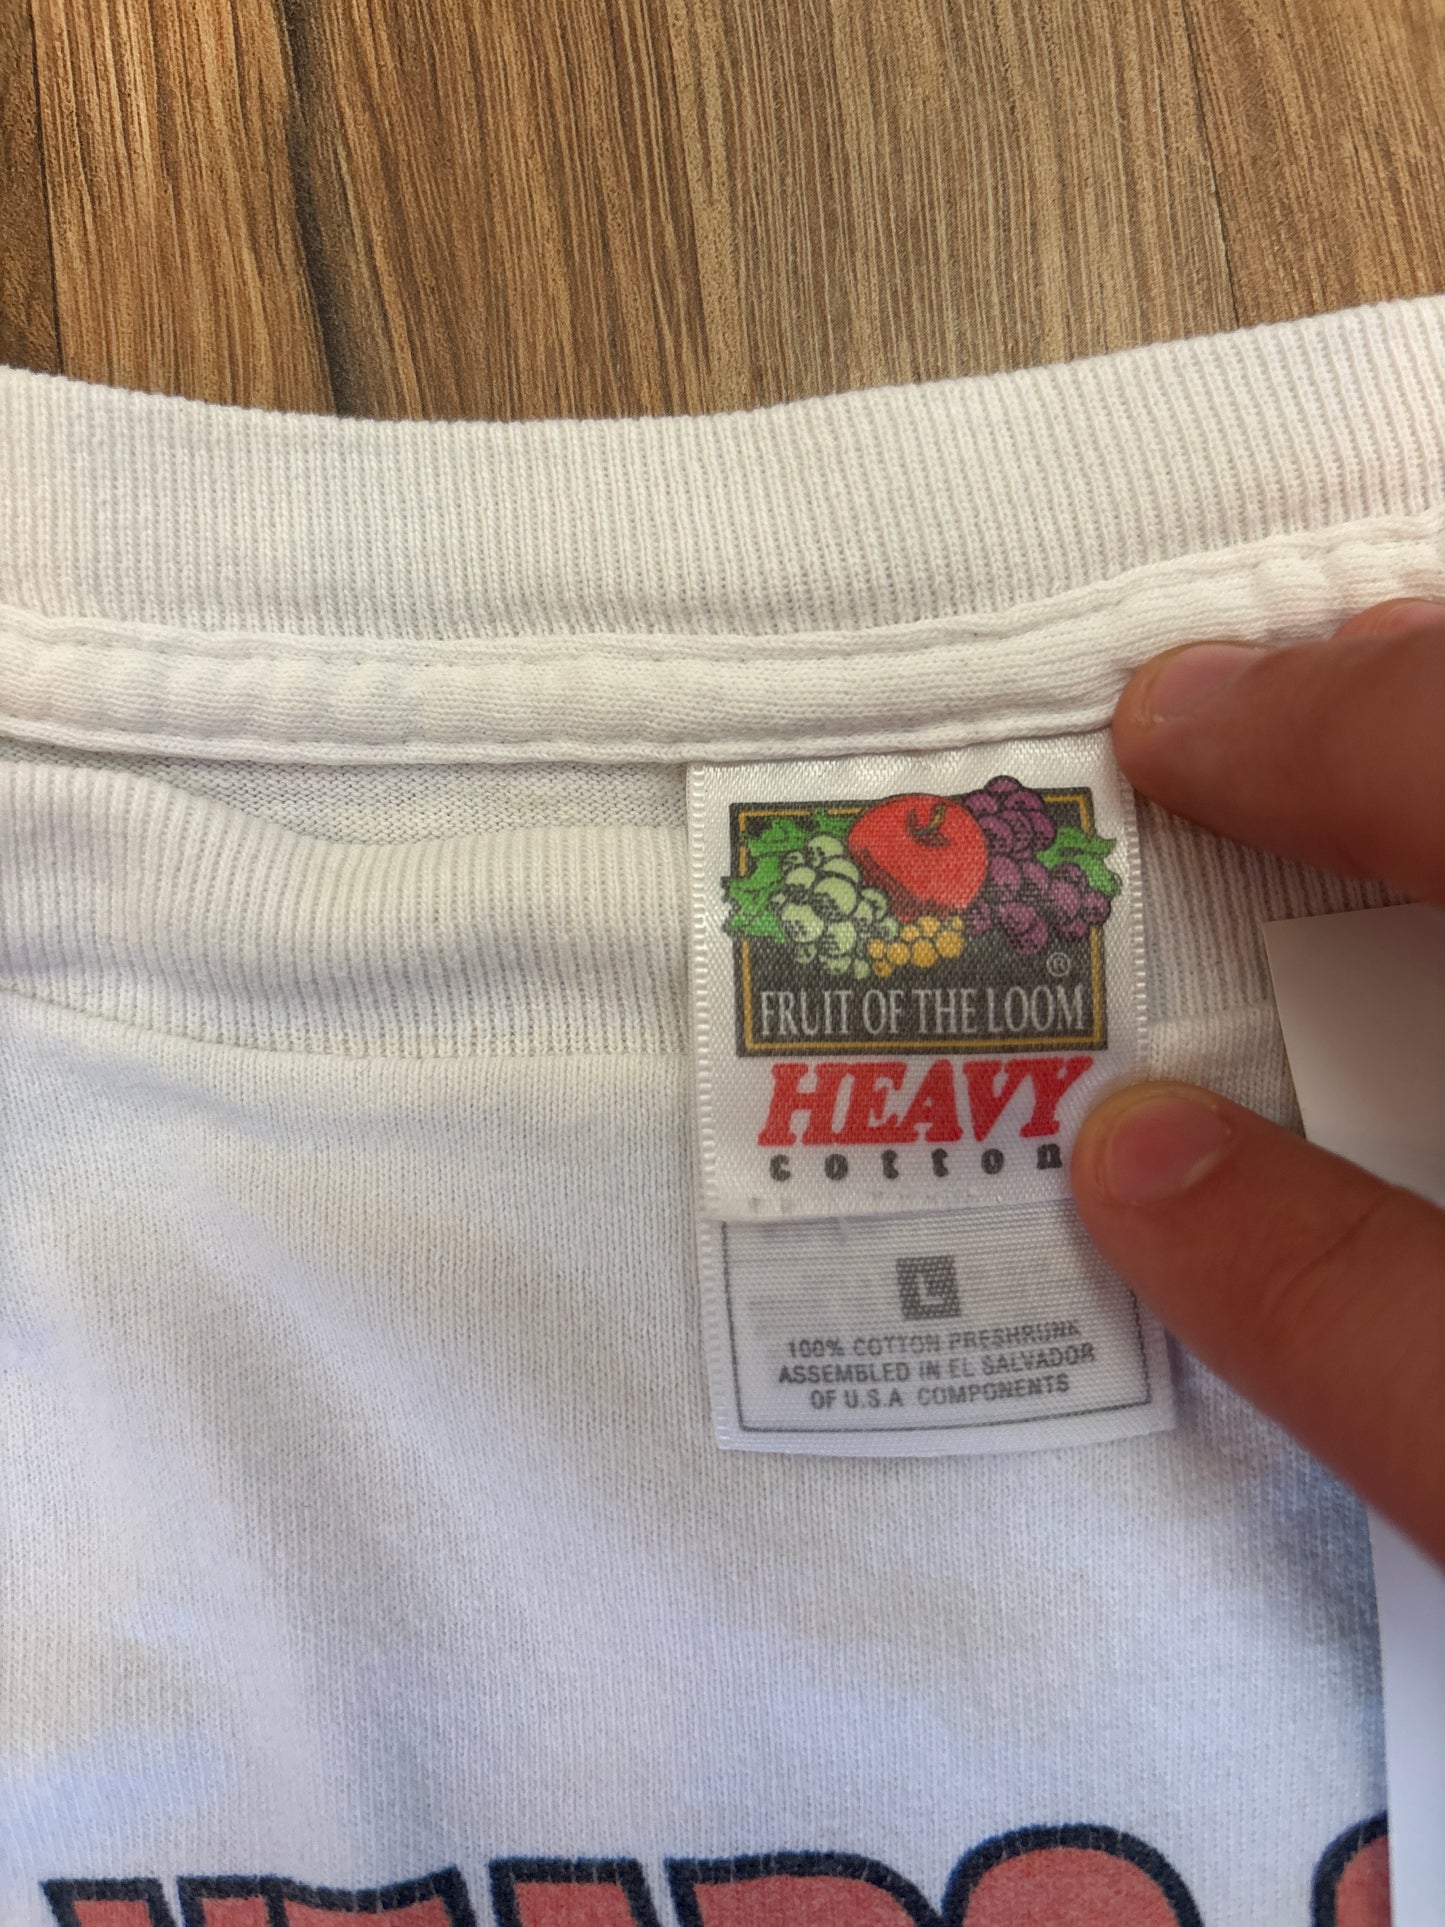 ®
FRUIT OF THE LOOM
HEAVY
cotton
L
100% COTTON PRESHRUNK
ASSEMBLED IN EL SALVADOR
OF U.S.A COMPONENTS